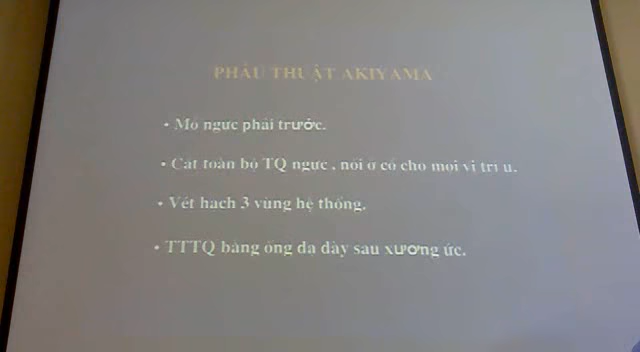 PHẪU THUẬT AKIYAMA
• Mổ ngực phải trước.
• Cắt toàn bộ TQ ngực , nối ở cổ cho mọi vị trí u.
• Vét hạch 3 vùng hệ thống.
• TTTQ bằng ống dạ dày sau xương ức.